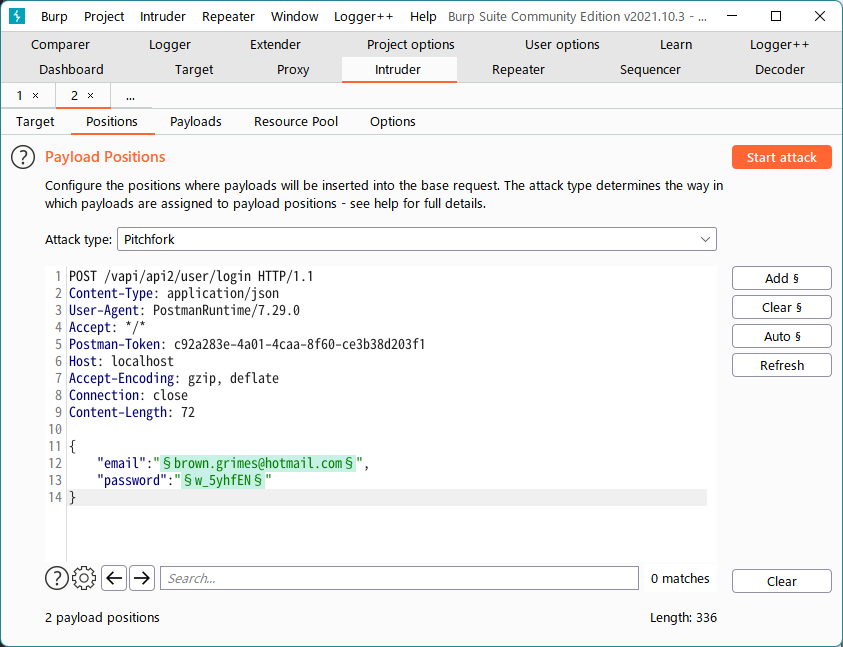 Burp Project Intruder Repeater Window Logger++ Help Burp Suite Community Edition v2021.10.3 - ...
Comparer Logger Extender Project options User options Learn Logger++
Dashboard Target Proxy Intruder Repeater Sequencer Decoder
1 × 2 × ...
Target Positions Payloads Resource Pool Options
? Payload Positions Start attack
Configure the positions where payloads will be inserted into the base request. The attack type determines the way in
which payloads are assigned to payload positions - see help for full details.
Attack type: Pitchfork
1 POST /vapi/api2/user/login HTTP/1.1
2 Content-Type: application/json
3 User-Agent: PostmanRuntime/7.29.0
4 Accept: */*
5 Postman-Token: c92a283e-4a01-4caa-8f60-ce3b38d203f1
6 Host: localhost
7 Accept-Encoding: gzip, deflate
8 Connection: close
9 Content-Length: 72
10
11 {
12 "email":"§brown.grimes@hotmail.com§",
13 "password":"§w_5yhfEN§"
14 }
Add §
Clear §
Auto §
Refresh
? Search... 0 matches Clear
2 payload positions Length: 336